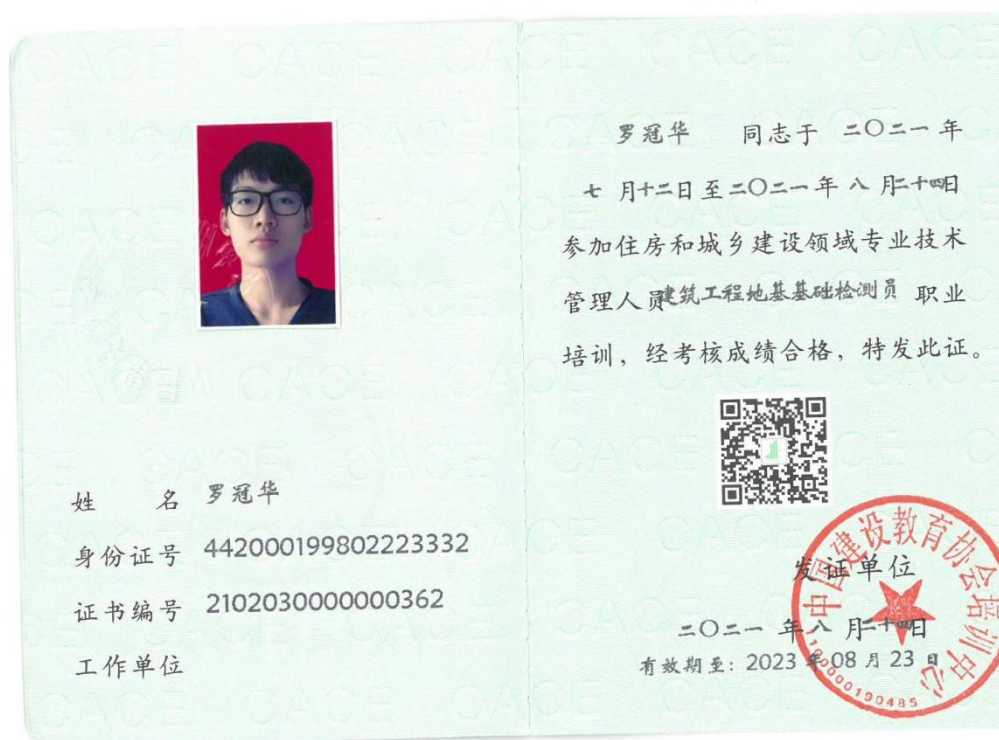 姓 名 罗冠华
身份证号 442000199802223332
证书编号 2102030000000362
工作单位
罗冠华 同志于 二〇二一 年
七 月十二日至二〇二一年 八 月二十四日
参加住房和城乡建设领域专业技术
管理人员建筑工程地基基础检测员 职业
培训，经考核成绩合格，特发此证。
发证单位
二〇二一 年 八 月二十四日
有效期至：2023 年 08 月 23 日
中国建设教育协会培训中心
CACE